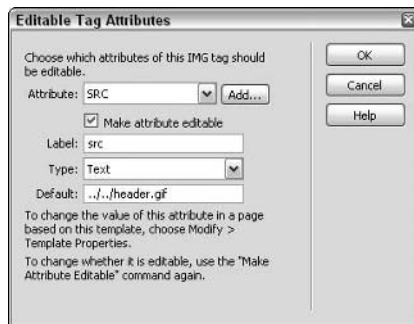 Editable Tag Attributes
Choose which attributes of this IMG tag should
be editable.
Attribute: SRC Add...
Make attribute editable
Label: src
Type: Text
Default: ../../header.gif
To change the value of this attribute in a page
based on this template, choose Modify >
Template Properties.
To change whether it is editable, use the "Make
Attribute Editable" command again.
OK
Cancel
Help